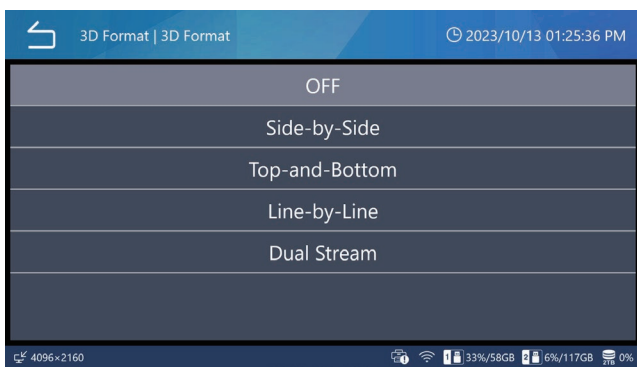 3D Format | 3D Format 2023/10/13 01:25:36 PM
OFF
Side-by-Side
Top-and-Bottom
Line-by-Line
Dual Stream
4096×2160 1 33%/58GB 2 6%/117GB 2TB 0%